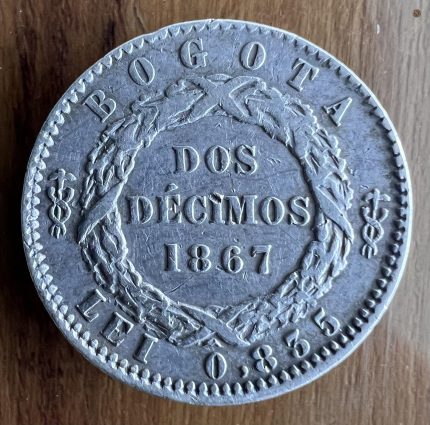 BOGOTA
DOS
DÉCIMOS
1867
LEI 0,835